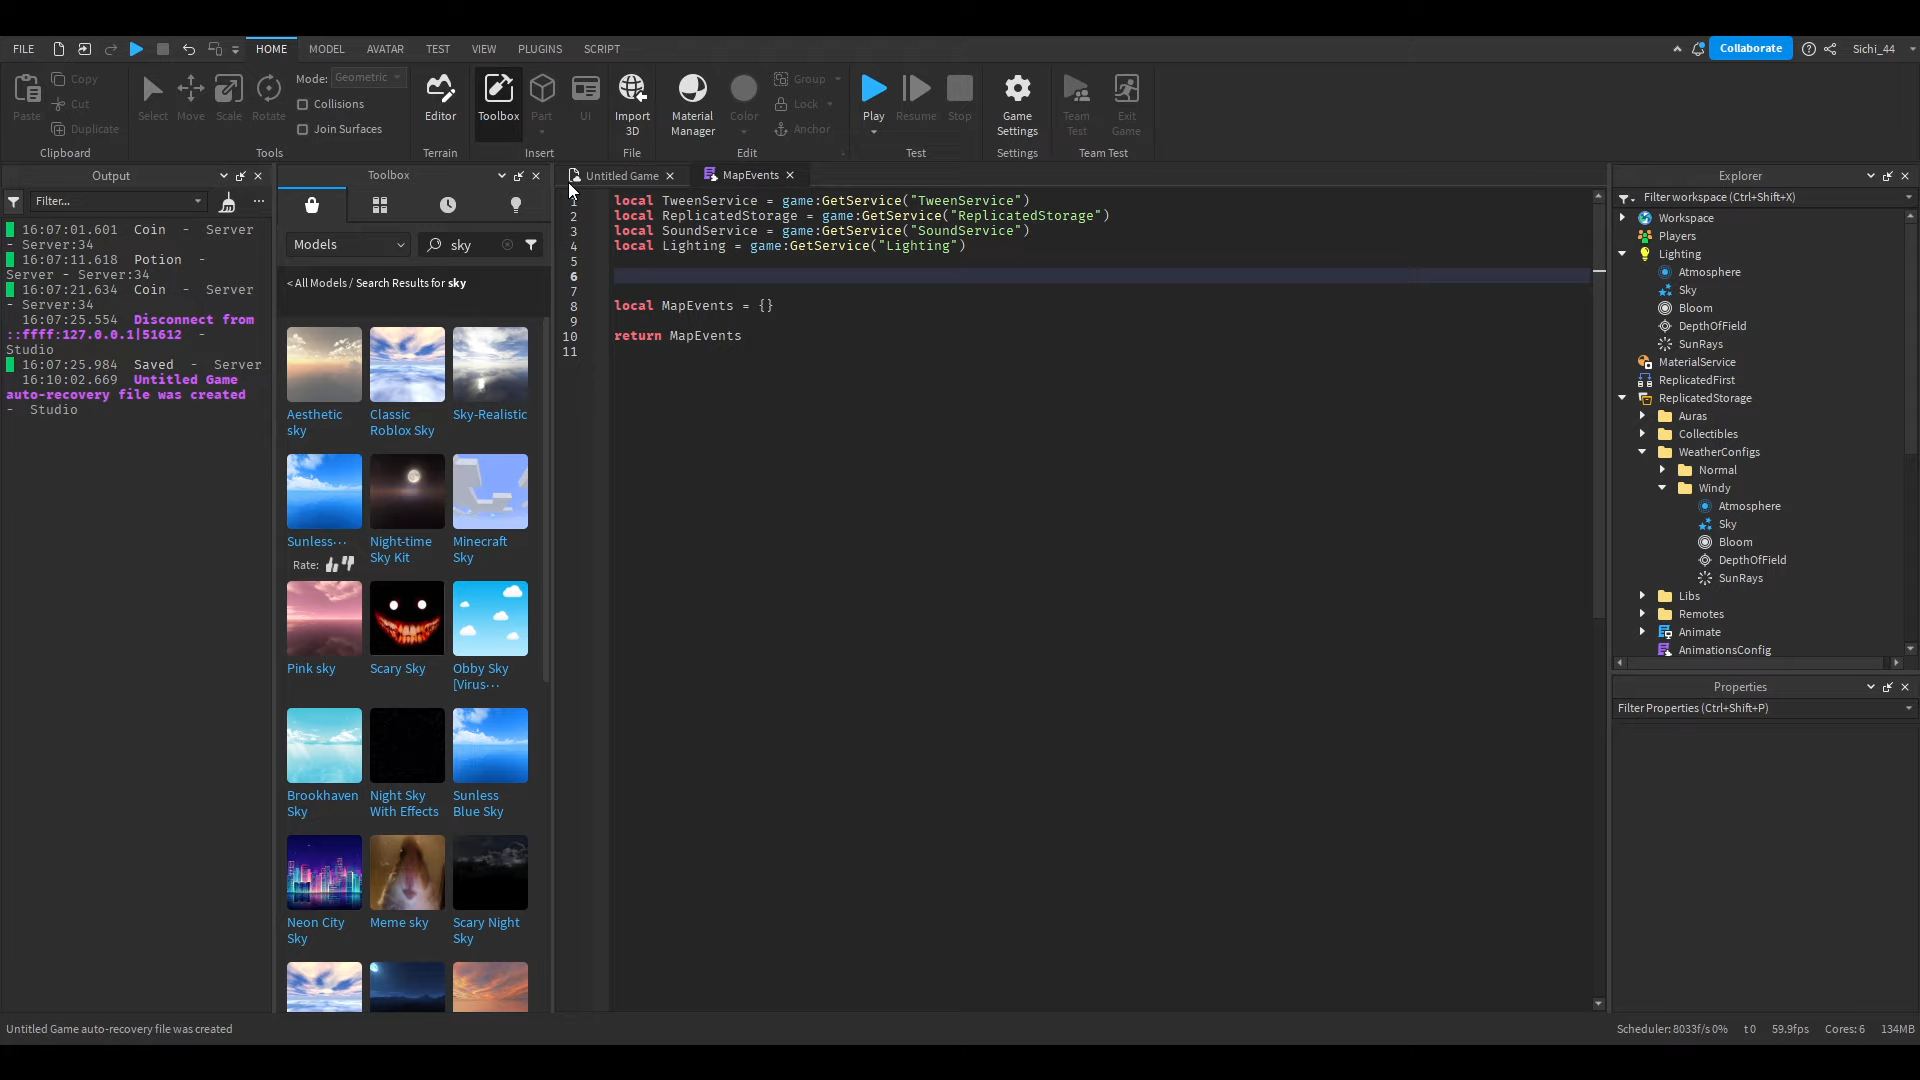 FILE HOME MODEL AVATAR TEST VIEW PLUGINS SCRIPT Collaborate Sichi_44
Paste Copy Cut Duplicate Clipboard
Select Move Scale Rotate Mode: Geometric Collisions Join Surfaces Tools
Editor Terrain
Toolbox Part UI Insert
Import 3D File
Material Manager Color Group Lock Anchor Edit
Play Resume Stop Test
Game Settings Settings
Team Test Exit Game Team Test
Output
Filter...
16:07:01.601 Coin - Server
- Server:34
16:07:11.618 Potion -
Server - Server:34
16:07:21.634 Coin - Server
- Server:34
16:07:25.554 Disconnect from
::ffff:127.0.0.1|51612 -
Studio
16:07:25.984 Saved - Server
16:10:02.669 Untitled Game
auto-recovery file was created
- Studio
Toolbox
Models sky
< All Models / Search Results for sky
Aesthetic sky
Classic Roblox Sky
Sky-Realistic
Sunless...
Rate:
Night-time Sky Kit
Minecraft Sky
Pink sky
Scary Sky
Obby Sky [Virus...
Brookhaven Sky
Night Sky With Effects
Sunless Blue Sky
Neon City Sky
Meme sky
Scary Night Sky
Untitled Game MapEvents
1 local TweenService = game:GetService("TweenService")
2 local ReplicatedStorage = game:GetService("ReplicatedStorage")
3 local SoundService = game:GetService("SoundService")
4 local Lighting = game:GetService("Lighting")
5
6
7
8 local MapEvents = {}
9
10 return MapEvents
11
Explorer
Filter workspace (Ctrl+Shift+X)
Workspace
Players
Lighting
Atmosphere
Sky
Bloom
DepthOfField
SunRays
MaterialService
ReplicatedFirst
ReplicatedStorage
Auras
Collectibles
WeatherConfigs
Normal
Windy
Atmosphere
Sky
Bloom
DepthOfField
SunRays
Libs
Remotes
Animate
AnimationsConfig
Properties
Filter Properties (Ctrl+Shift+P)
Untitled Game auto-recovery file was created
Scheduler: 8033f/s 0% t 0 59.9fps Cores: 6 134MB